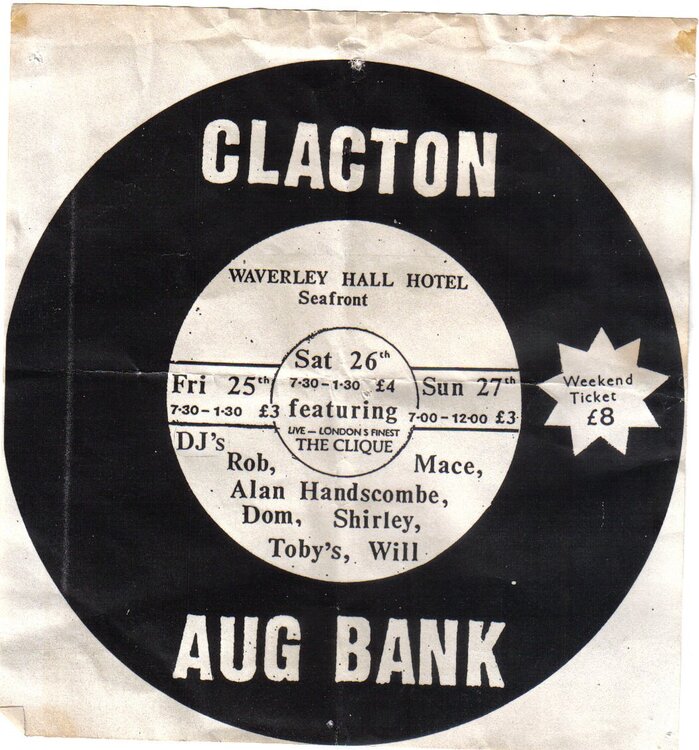 CLACTON
WAVERLEY HALL HOTEL
Seafront
Fri 25th
7·30 – 1·30 £3
Sat 26th
7·30 – 1·30 £4
featuring
LIVE – LONDON'S FINEST
THE CLIQUE
Sun 27th
7·00 – 12·00 £3
Weekend
Ticket
£8
DJ's
Rob, Mace,
Alan Handscombe,
Dom, Shirley,
Toby's, Will
AUG BANK